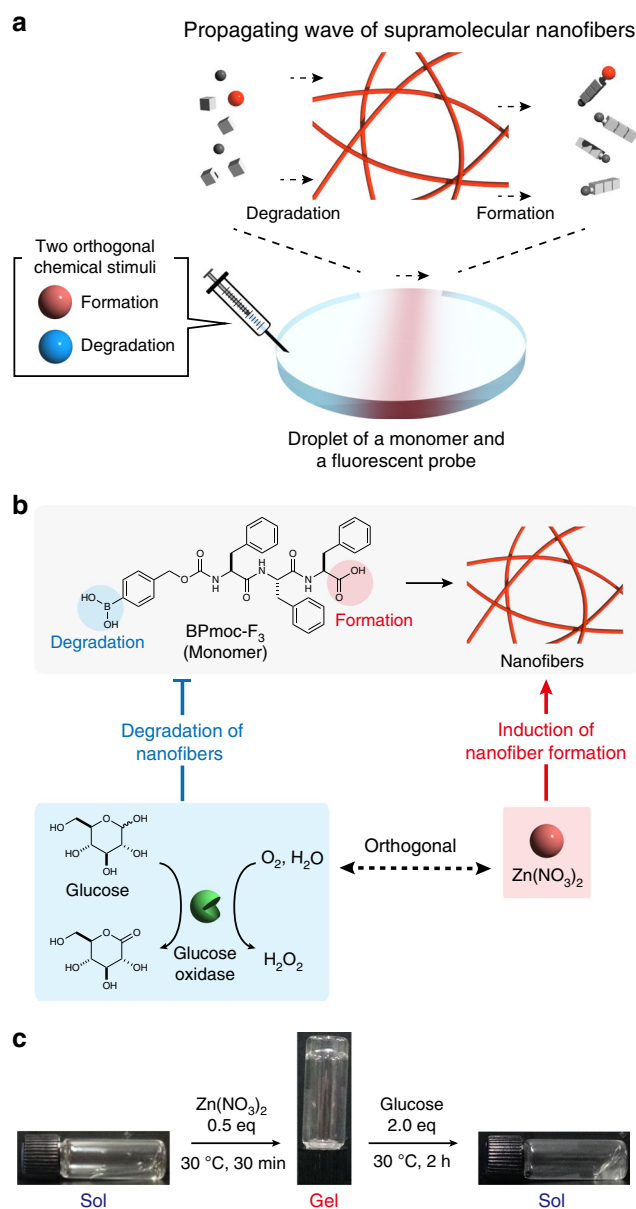 a
Propagating wave of supramolecular nanofibers
Degradation
Formation
Two orthogonal
chemical stimuli
Formation
Degradation
Droplet of a monomer and
a fluorescent probe
b
O
O
N
H
O
H
N
O
N
H
O
OH
HO
B
OH
Degradation
BPmoc-F3
(Monomer)
Formation
Nanofibers
Degradation of
nanofibers
Induction of
nanofiber formation
HO
O
OH
HO
OH
OH
Glucose
O2, H2O
Orthogonal
Zn(NO3)2
HO
O
O
HO
OH
OH
Glucose
oxidase
H2O2
c
Zn(NO3)2
0.5 eq
30 °C, 30 min
Glucose
2.0 eq
30 °C, 2 h
Sol
Gel
Sol